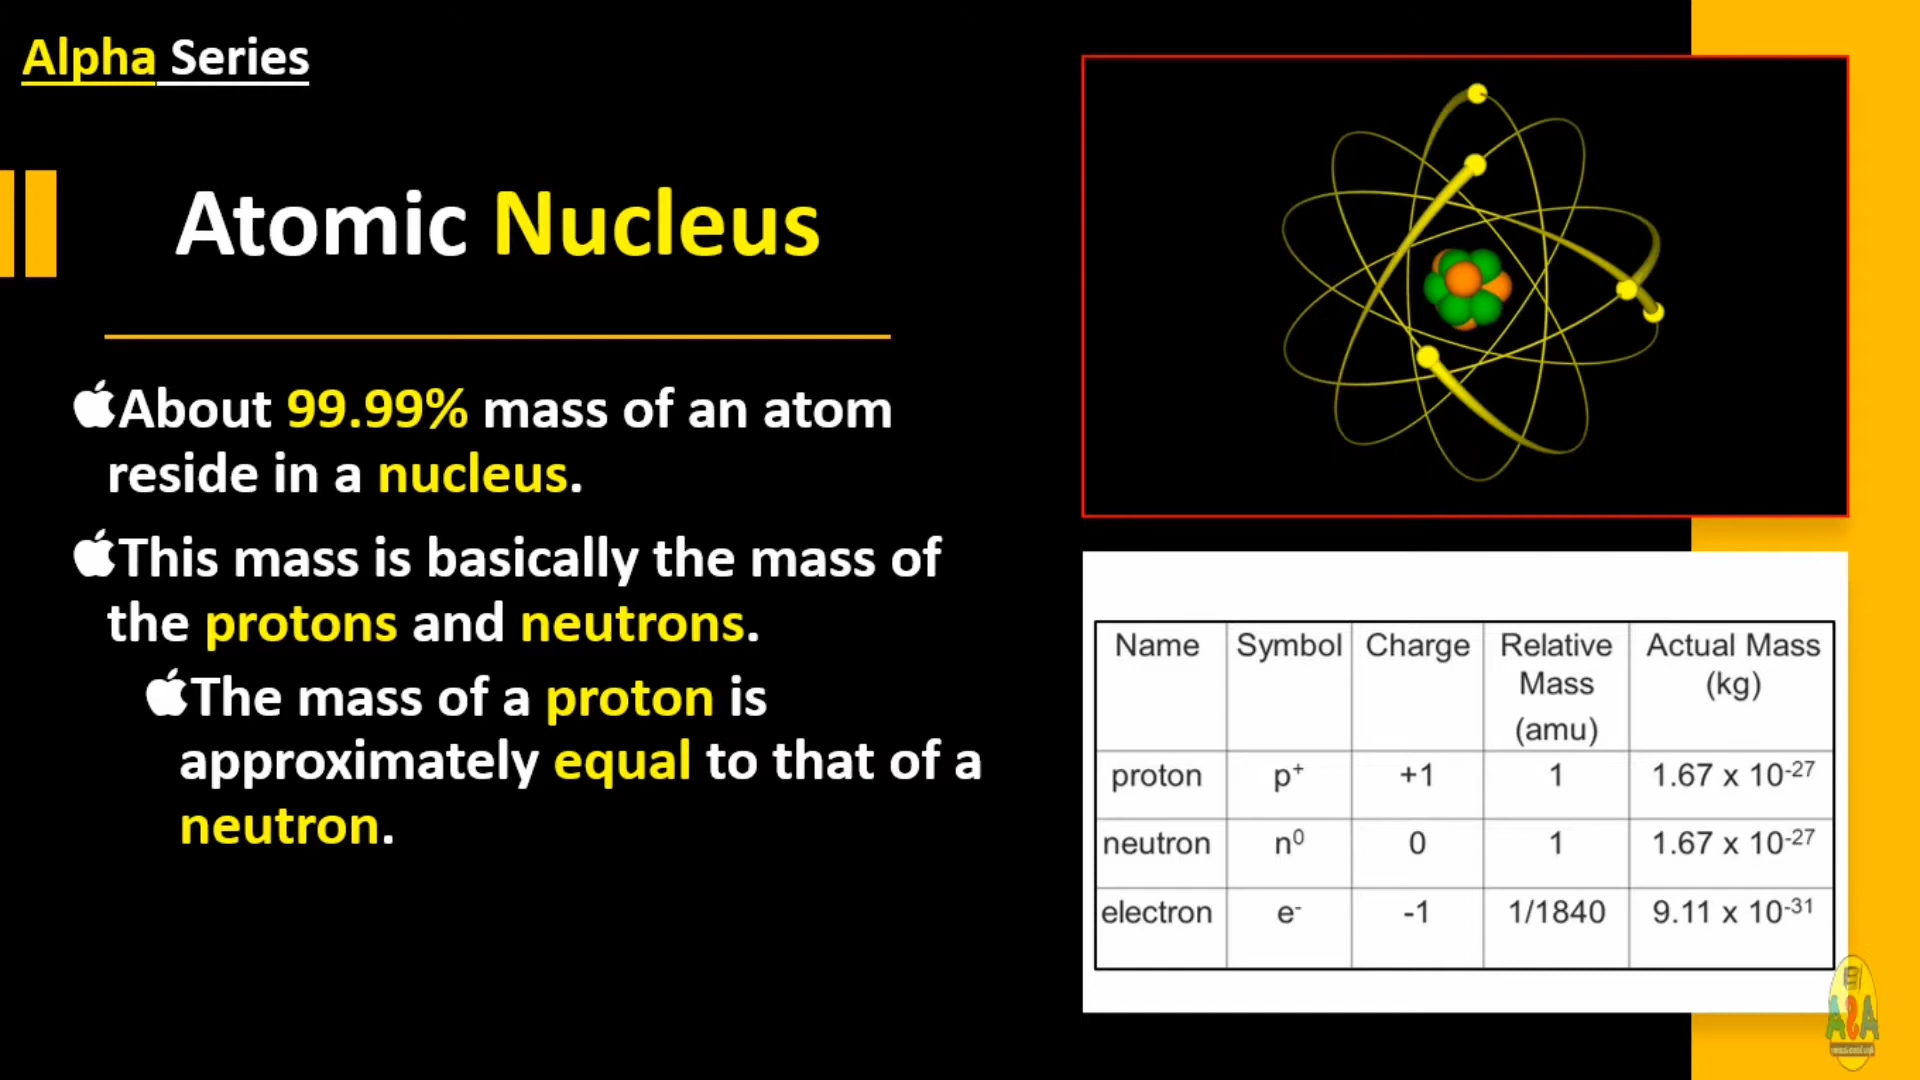 Alpha Series
Atomic Nucleus
About 99.99% mass of an atom
reside in a nucleus.
This mass is basically the mass of
the protons and neutrons.
The mass of a proton is
approximately equal to that of a
neutron.
Name Symbol Charge Relative Mass (amu) Actual Mass (kg)
proton p⁺ +1 1 1.67 x 10⁻²⁷
neutron n⁰ 0 1 1.67 x 10⁻²⁷
electron e⁻ -1 1/1840 9.11 x 10⁻³¹
ASA